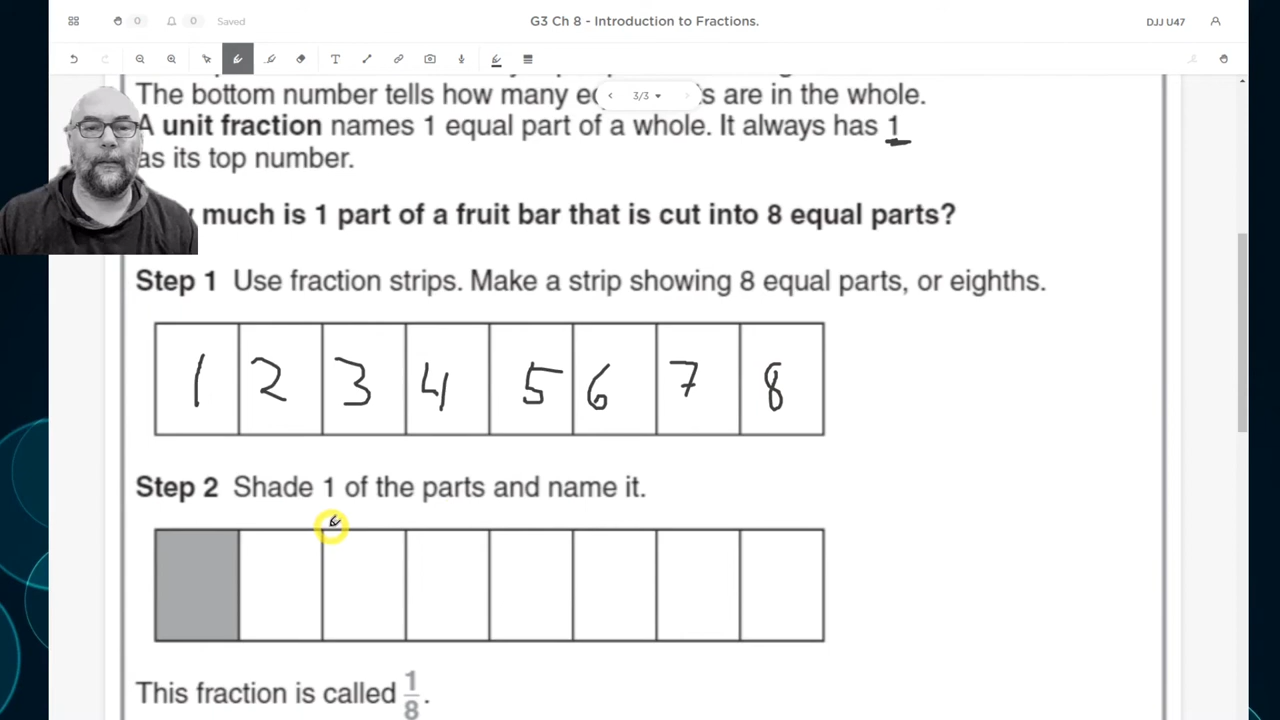 0
0
Saved
G3 Ch 8 - Introduction to Fractions.
DJJ U47
T
3/3
The bottom number tells how many s are in the whole.
A unit fraction names 1 equal part of a whole. It always has 1
as its top number.
much is 1 part of a fruit bar that is cut into 8 equal parts?
Step 1 Use fraction strips. Make a strip showing 8 equal parts, or eighths.
1 2 3 4 5 6 7 8
Step 2 Shade 1 of the parts and name it.
This fraction is called 1/8.